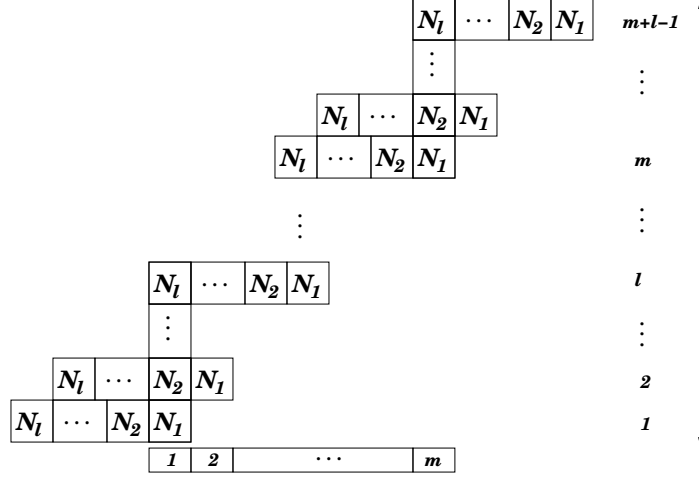 N_l ⋯ N_2 N_1 m+l-1
⋮ ⋮
N_l ⋯ N_2 N_1
N_l ⋯ N_2 N_1 m
⋮ ⋮
N_l ⋯ N_2 N_1 l
⋮ ⋮
N_l ⋯ N_2 N_1 2
N_l ⋯ N_2 N_1 1
1 2 ⋯ m